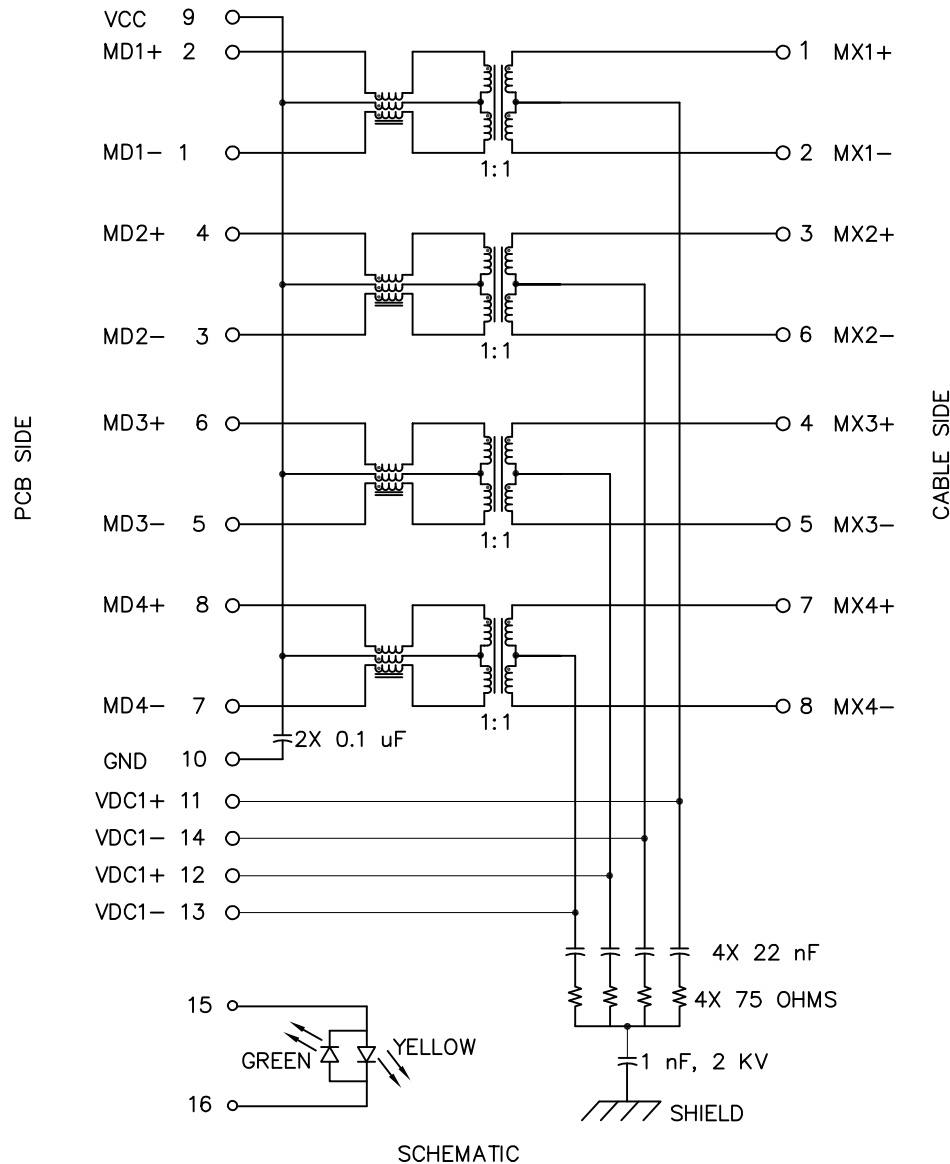 VCC 9
MD1+ 2
1 MX1+
MD1− 1
2 MX1−
1:1
MD2+ 4
3 MX2+
MD2− 3
6 MX2−
1:1
PCB SIDE
CABLE SIDE
MD3+ 6
4 MX3+
MD3− 5
5 MX3−
1:1
MD4+ 8
7 MX4+
MD4− 7
8 MX4−
1:1
2X 0.1 uF
GND 10
VDC1+ 11
VDC1− 14
VDC1+ 12
VDC1− 13
4X 22 nF
4X 75 OHMS
15
GREEN
YELLOW
1 nF, 2 KV
16
SHIELD
SCHEMATIC